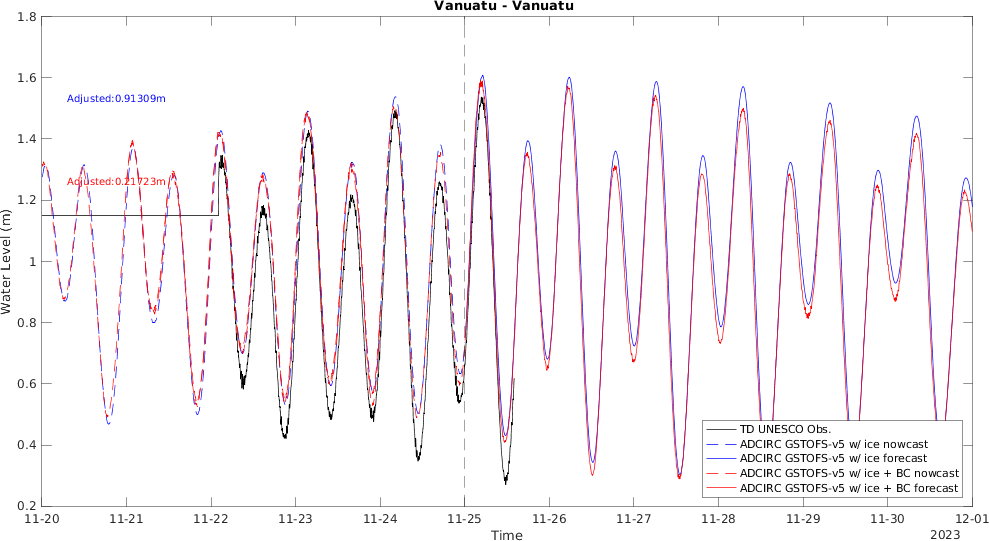 Vanuatu - Vanuatu
Water Level (m)
1.8
1.6
1.4
1.2
1
0.8
0.6
0.4
0.2
Adjusted:0.91309m
Adjusted:0.21723m
TD UNESCO Obs.
ADCIRC GSTOFS-v5 w/ ice nowcast
ADCIRC GSTOFS-v5 w/ ice forecast
ADCIRC GSTOFS-v5 w/ ice + BC nowcast
ADCIRC GSTOFS-v5 w/ ice + BC forecast
11-20 11-21 11-22 11-23 11-24 11-25 11-26 11-27 11-28 11-29 11-30 12-01
Time
2023